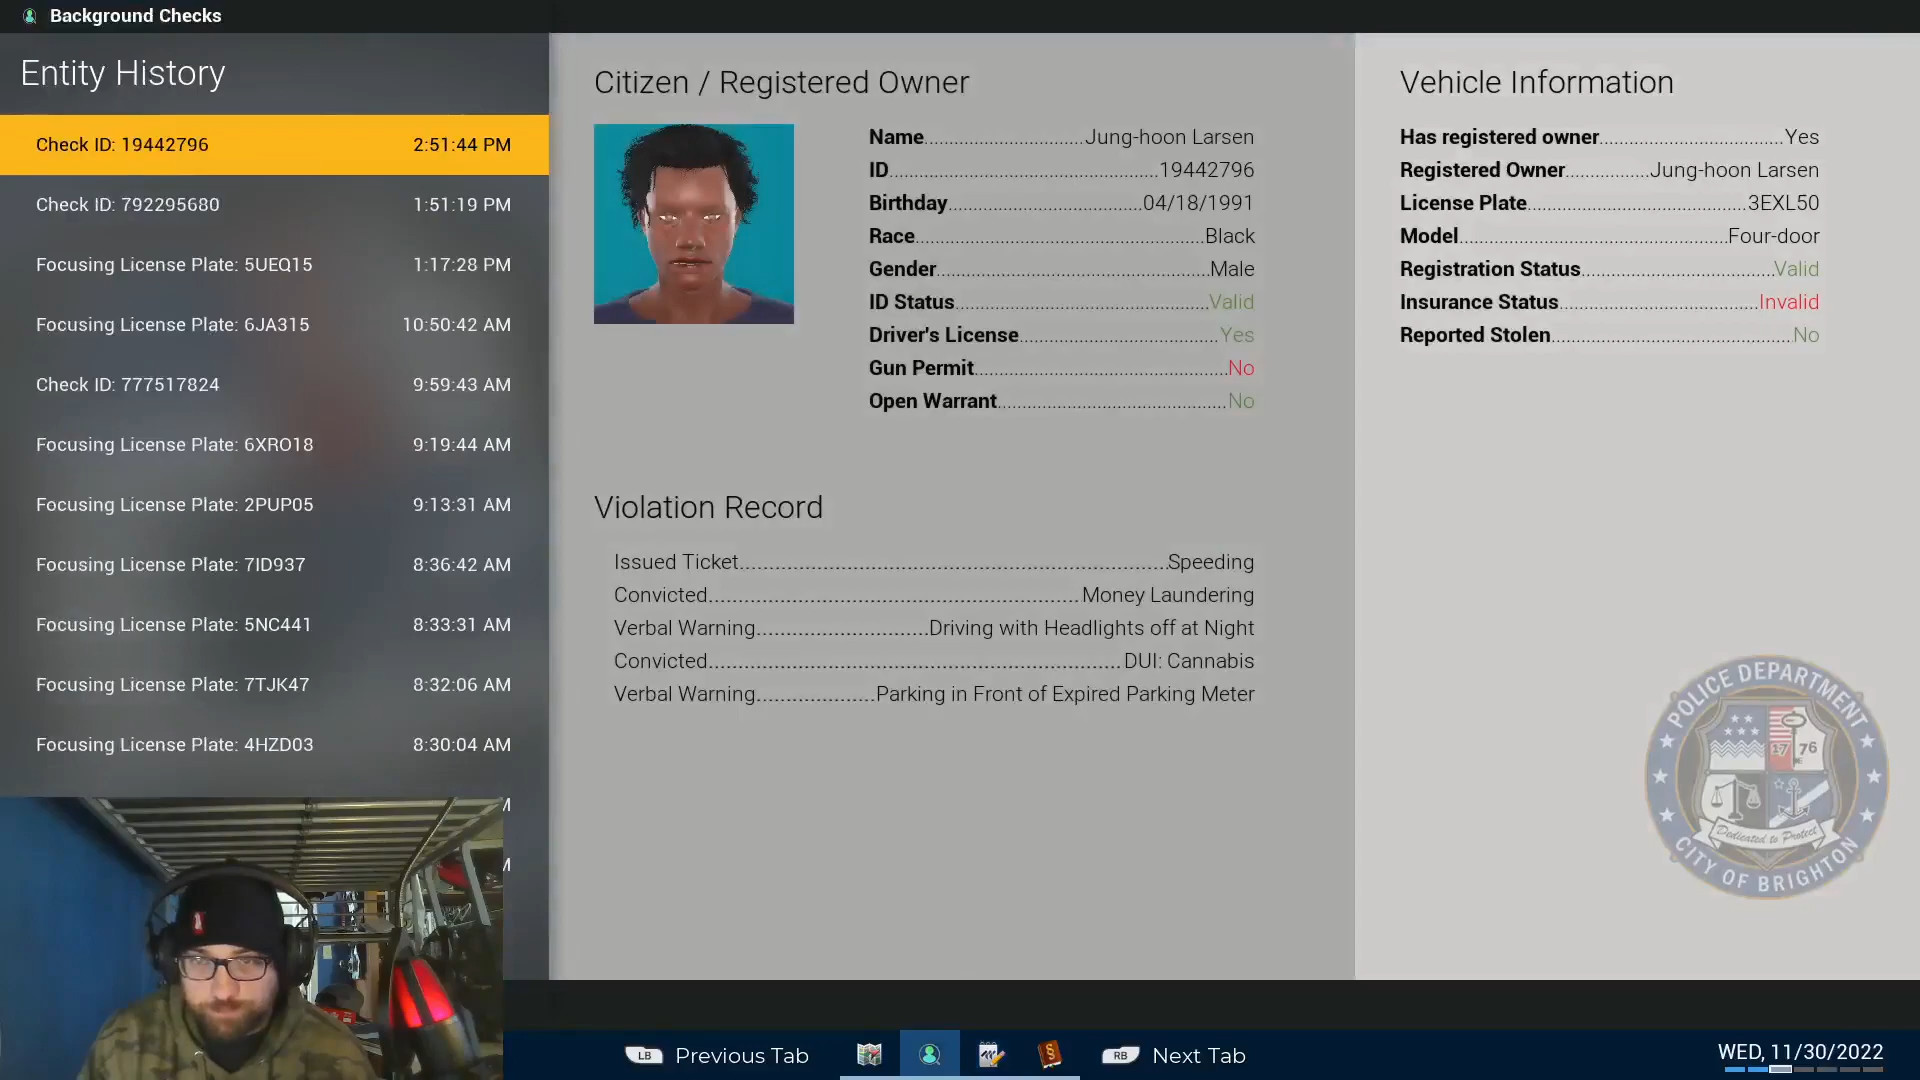 Background Checks
Entity History
Check ID: 19442796 2:51:44 PM
Check ID: 792295680 1:51:19 PM
Focusing License Plate: 5UEQ15 1:17:28 PM
Focusing License Plate: 6JA315 10:50:42 AM
Check ID: 777517824 9:59:43 AM
Focusing License Plate: 6XRO18 9:19:44 AM
Focusing License Plate: 2PUP05 9:13:31 AM
Focusing License Plate: 7ID937 8:36:42 AM
Focusing License Plate: 5NC441 8:33:31 AM
Focusing License Plate: 7TJK47 8:32:06 AM
Focusing License Plate: 4HZD03 8:30:04 AM
Citizen / Registered Owner
Name Jung-hoon Larsen
ID 19442796
Birthday 04/18/1991
Race Black
Gender Male
ID Status Valid
Driver's License Yes
Gun Permit No
Open Warrant No
Violation Record
Issued Ticket Speeding
Convicted Money Laundering
Verbal Warning Driving with Headlights off at Night
Convicted DUI: Cannabis
Verbal Warning Parking in Front of Expired Parking Meter
Vehicle Information
Has registered owner Yes
Registered Owner Jung-hoon Larsen
License Plate 3EXL50
Model Four-door
Registration Status Valid
Insurance Status Invalid
Reported Stolen No
POLICE DEPARTMENT
17 76
Dedicated to Protect
CITY OF BRIGHTON
LB Previous Tab
RB Next Tab
WED, 11/30/2022